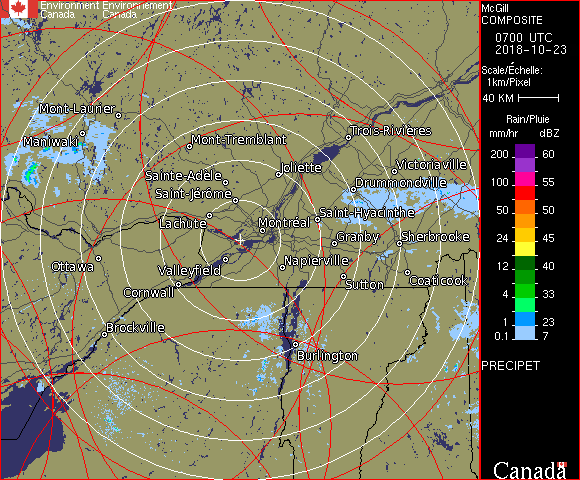 Environment Environnement
Canada Canada
McGill
COMPOSITE
0700 UTC
2018-10-23
Scale/Échelle:
1km/Pixel
40 KM
Rain/Pluie
mm/hr dBZ
200 60
100 55
75 55
50 50
24 45
12 40
4 33
1 23
0.1 7
PRECIPET
Mont-Laurier
Maniwaki
Mont-Tremblant
Trois-Rivières
Joliette
Victoriaville
Sainte-Adèle
Drummondville
Saint-Jérôme
Saint-Hyacinthe
Lachute
Montréal
Granby
Sherbrooke
Ottawa
Valleyfield
Napierville
Cornwall
Sutton
Coaticook
Brockville
Burlington
Canada